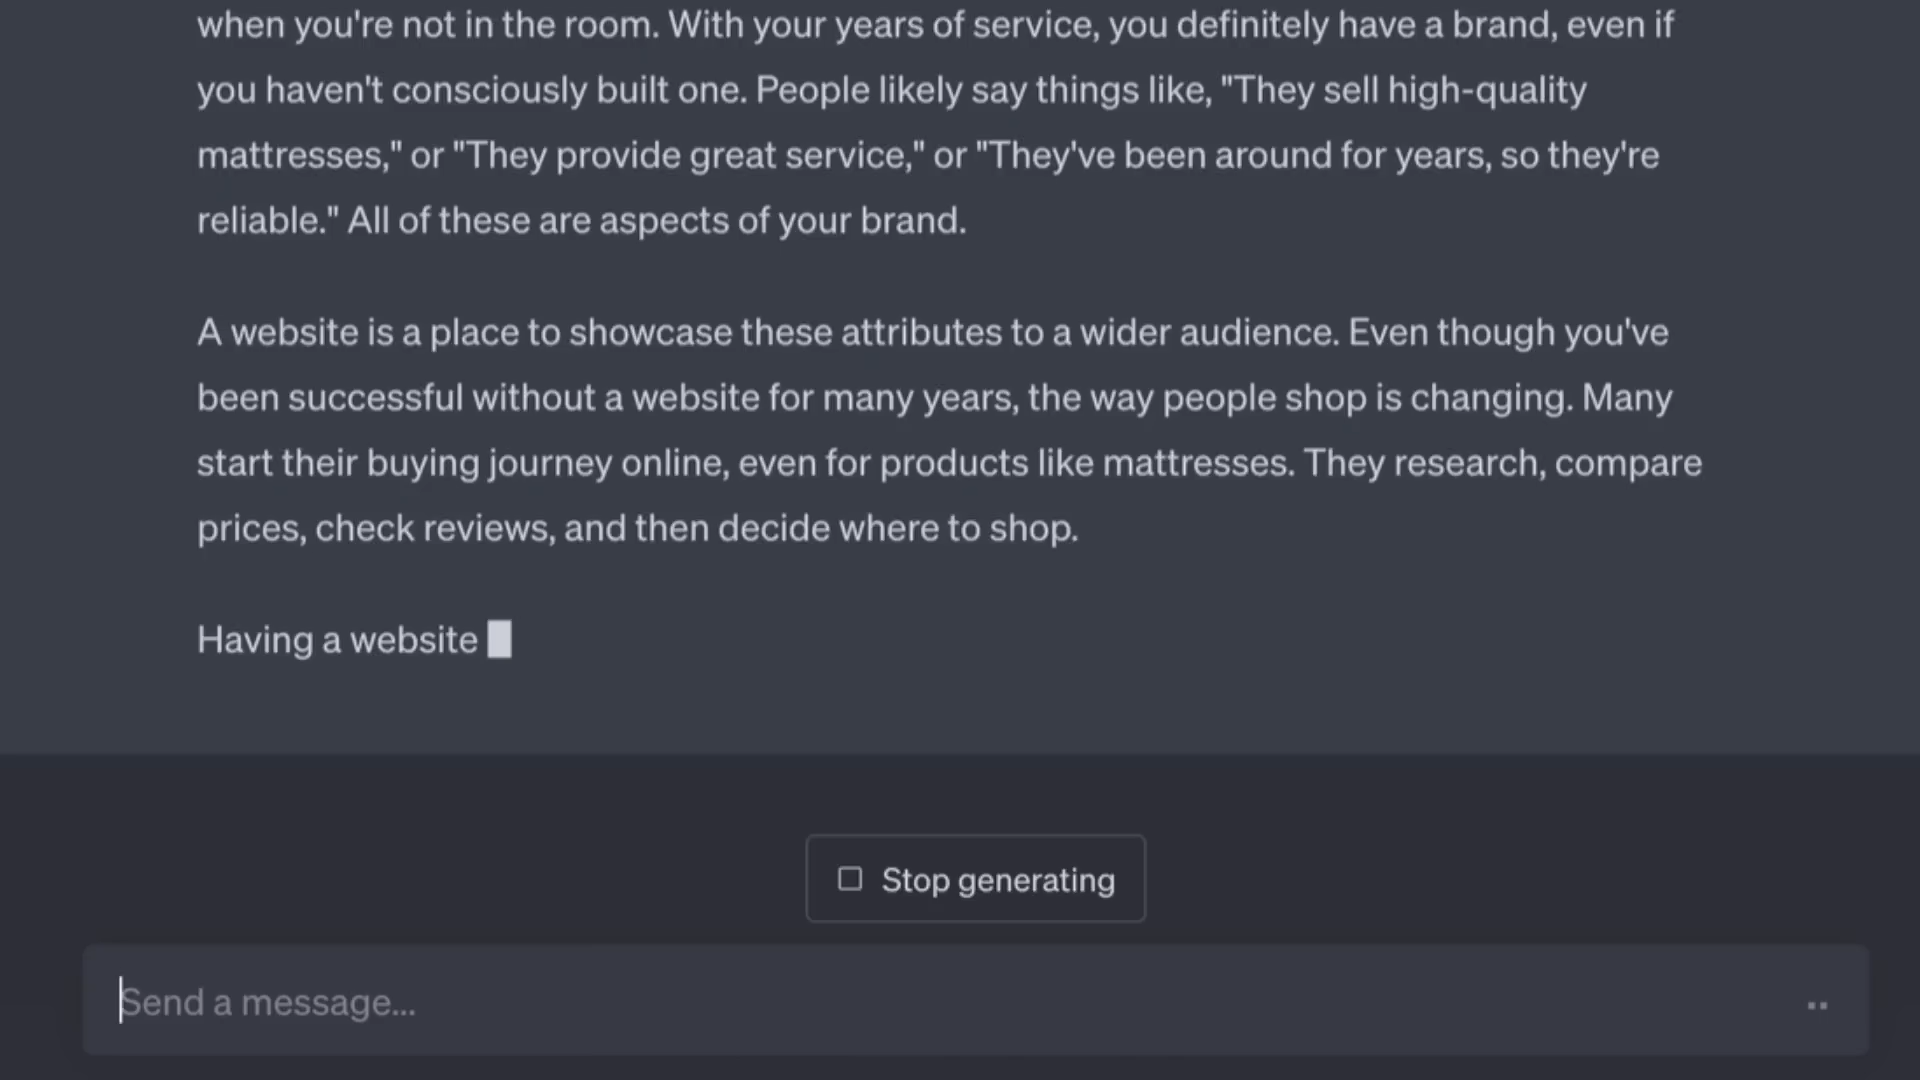 when you're not in the room. With your years of service, you definitely have a brand, even if
you haven't consciously built one. People likely say things like, "They sell high-quality
mattresses," or "They provide great service," or "They've been around for years, so they're
reliable." All of these are aspects of your brand.
A website is a place to showcase these attributes to a wider audience. Even though you've
been successful without a website for many years, the way people shop is changing. Many
start their buying journey online, even for products like mattresses. They research, compare
prices, check reviews, and then decide where to shop.
Having a website
Stop generating
Send a message...